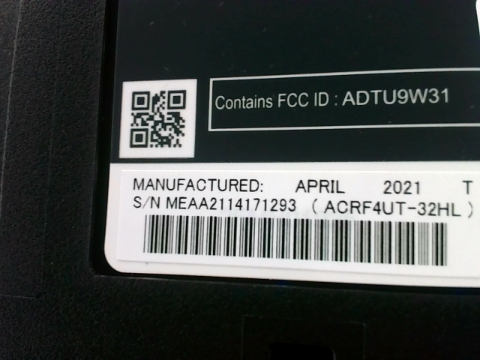 Contains FCC ID : ADTU9W31
MANUFACTURED: APRIL 2021 T
S/N MEAA2114171293 ( ACRF4UT-32HL )